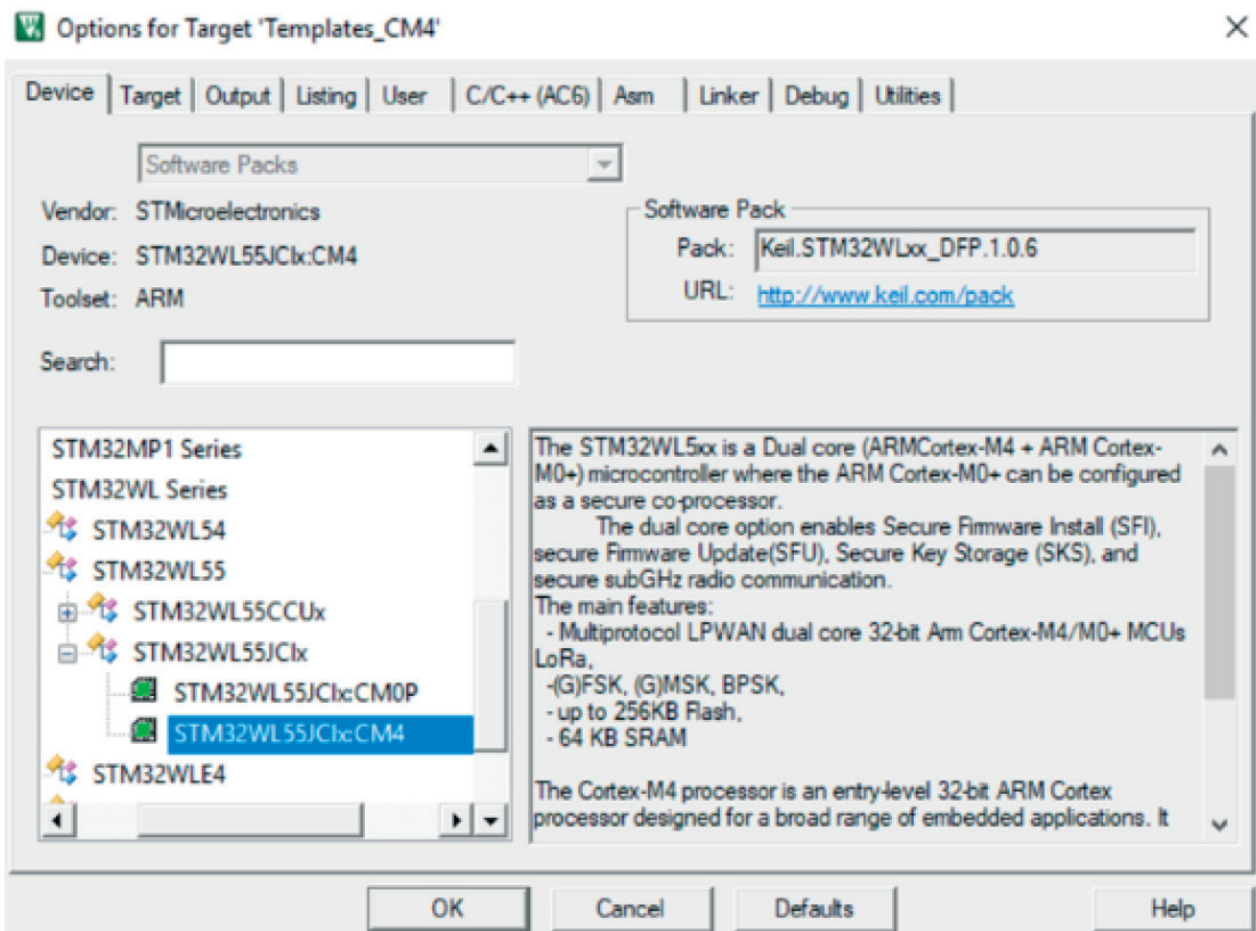 Options for Target 'Templates_CM4'
Device Target Output Listing User C/C++ (AC6) Asm Linker Debug Utilities
Software Packs
Vendor: STMicroelectronics
Device: STM32WL55JCIx:CM4
Toolset: ARM
Software Pack
Pack: Keil.STM32WLxx_DFP.1.0.6
URL: http://www.keil.com/pack
Search:
STM32MP1 Series
STM32WL Series
STM32WL54
STM32WL55
STM32WL55CCUx
STM32WL55JCIx
STM32WL55JCIx:CM0P
STM32WL55JCIx:CM4
STM32WLE4
The STM32WL5xx is a Dual core (ARMCortex-M4 + ARM Cortex-
M0+) microcontroller where the ARM Cortex-M0+ can be configured
as a secure co-processor.
The dual core option enables Secure Firmware Install (SFI),
secure Firmware Update(SFU), Secure Key Storage (SKS), and
secure subGHz radio communication.
The main features:
- Multiprotocol LPWAN dual core 32-bit Arm Cortex-M4/M0+ MCUs
LoRa,
-(G)FSK, (G)MSK, BPSK,
- up to 256KB Flash,
- 64 KB SRAM
The Cortex-M4 processor is an entry-level 32-bit ARM Cortex
processor designed for a broad range of embedded applications. It
OK Cancel Defaults Help